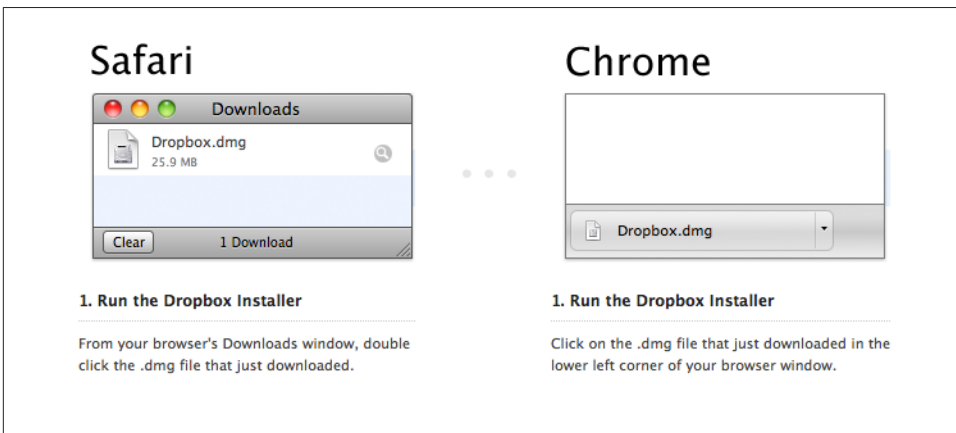 Safari
Downloads
Dropbox.dmg
25.9 MB
Clear
1 Download
1. Run the Dropbox Installer
From your browser's Downloads window, double
click the .dmg file that just downloaded.
Chrome
Dropbox.dmg
1. Run the Dropbox Installer
Click on the .dmg file that just downloaded in the
lower left corner of your browser window.